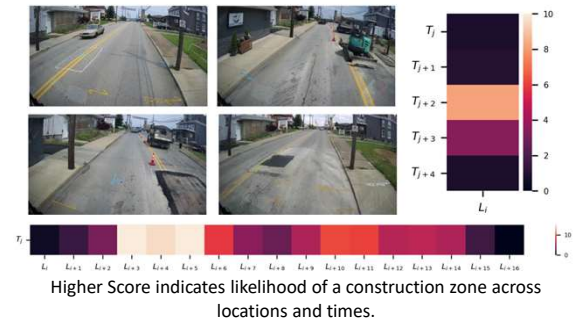 T_j
T_{j+1}
T_{j+2}
T_{j+3}
T_{j+4}
L_i
10
8
6
4
2
0
T_j
L_i L_{i+1} L_{i+2} L_{i+3} L_{i+4} L_{i+5} L_{i+6} L_{i+7} L_{i+8} L_{i+9} L_{i+10} L_{i+11} L_{i+12} L_{i+13} L_{i+14} L_{i+15} L_{i+16}
10
0
Higher Score indicates likelihood of a construction zone across
locations and times.